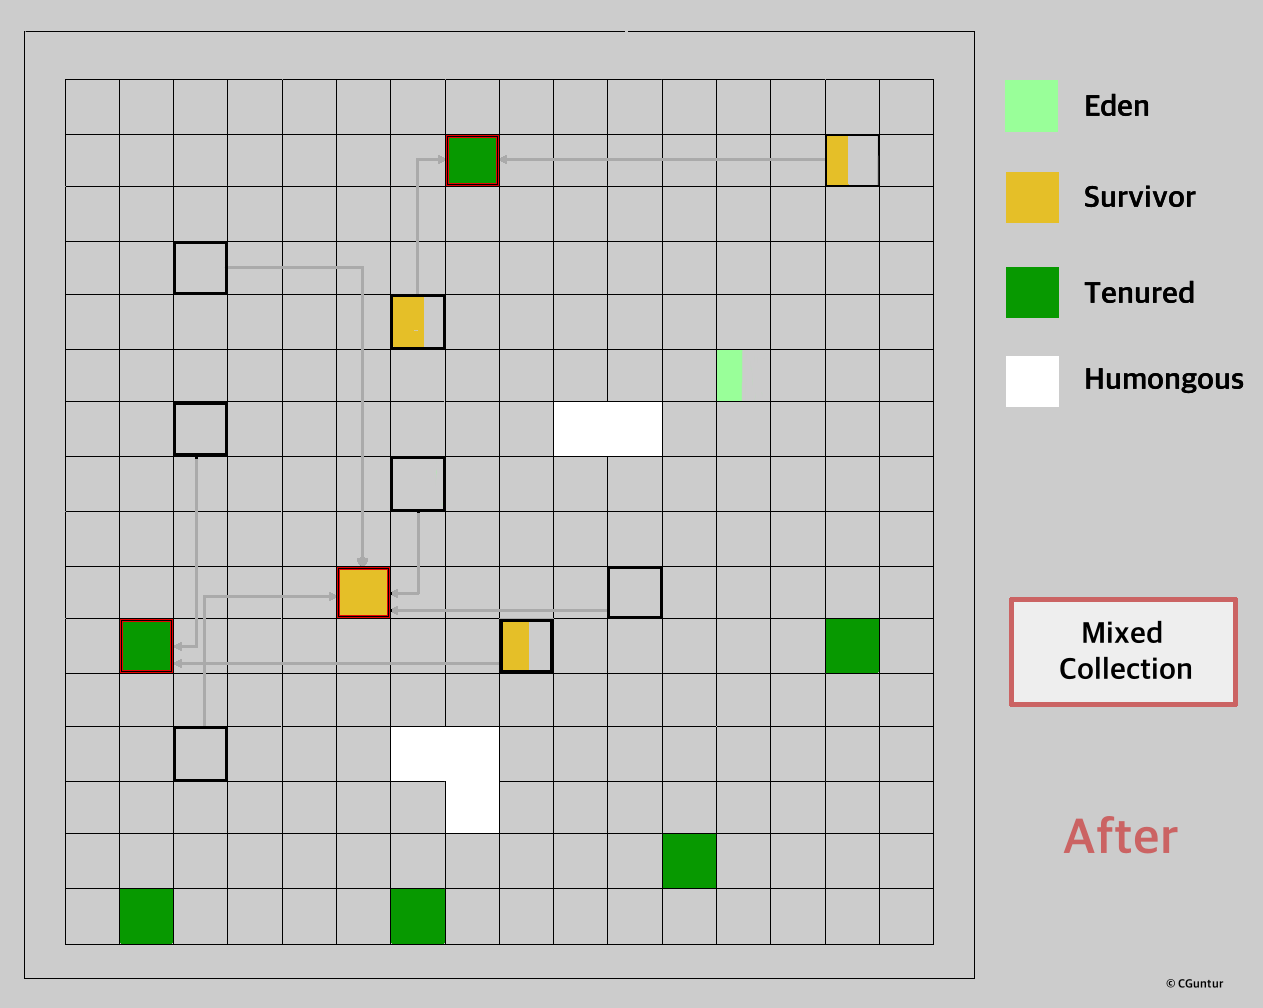 Eden
Survivor
Tenured
Humongous
Mixed
Collection
After
© CGuntur